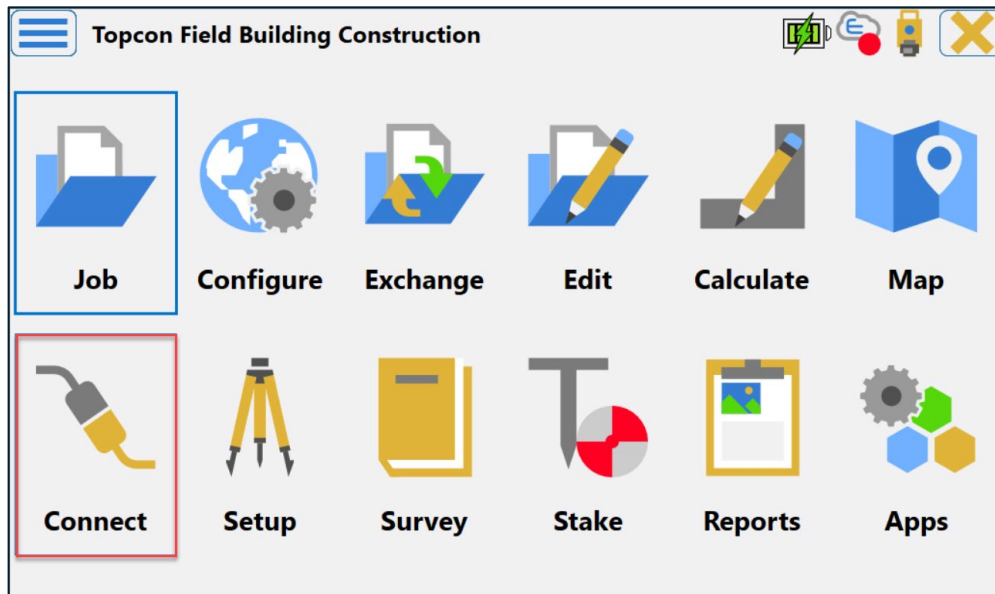 Topcon Field Building Construction
Job Configure Exchange Edit Calculate Map
Connect Setup Survey Stake Reports Apps